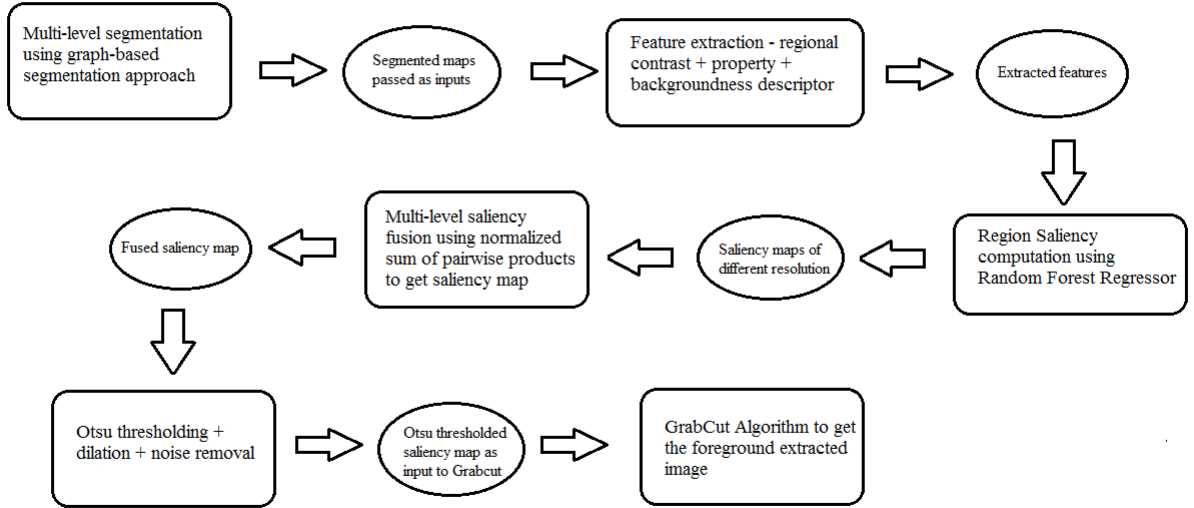 Multi-level segmentation
using graph-based
segmentation approach
Segmented maps
passed as inputs
Feature extraction - regional
contrast + property +
backgroundness descriptor
Extracted features
Region Saliency
computation using
Random Forest Regressor
Saliency maps of
different resolution
Multi-level saliency
fusion using normalized
sum of pairwise products
to get saliency map
Fused saliency map
Otsu thresholding +
dilation + noise removal
Otsu thresholded
saliency map as
input to Grabcut
GrabCut Algorithm to get
the foreground extracted
image